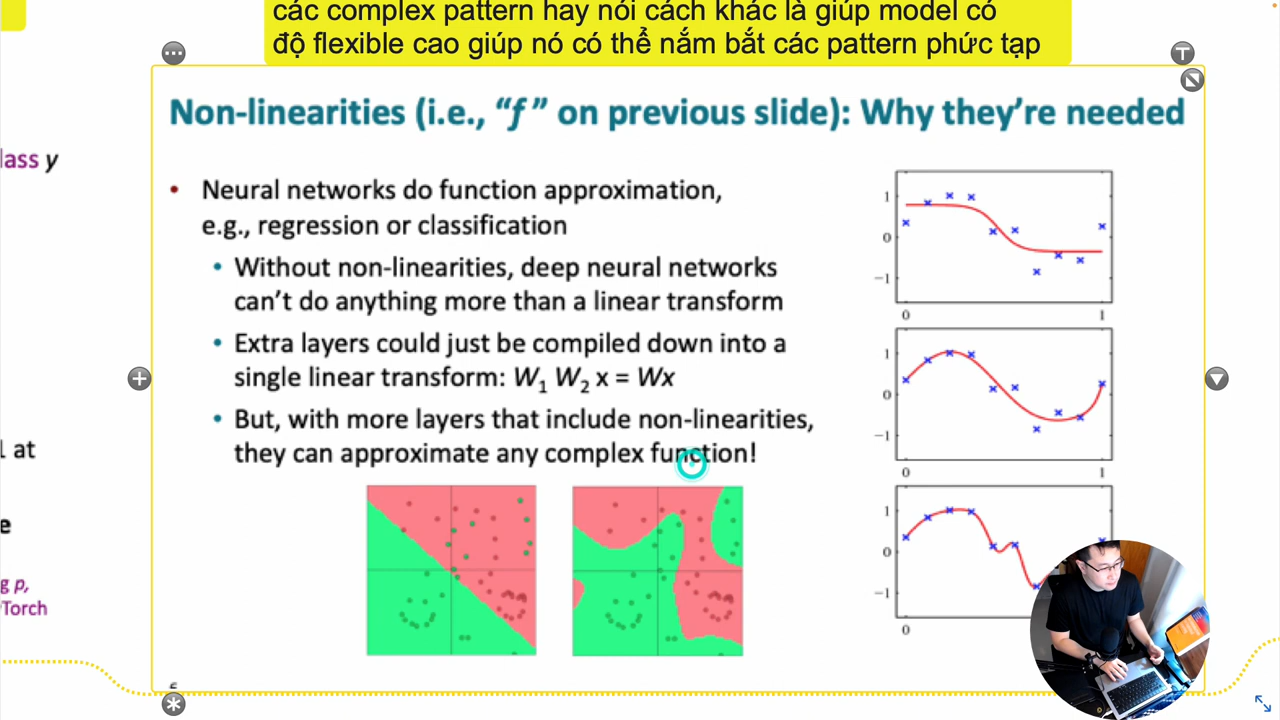 các complex pattern hay nói cách khác là giúp model có
độ flexible cao giúp nó có thể nắm bắt các pattern phức tạp
Non-linearities (i.e., “f ” on previous slide): Why they’re needed
lass y
• Neural networks do function approximation,
e.g., regression or classification
• Without non-linearities, deep neural networks
can’t do anything more than a linear transform
• Extra layers could just be compiled down into a
single linear transform: W₁ W₂ x = Wx
• But, with more layers that include non-linearities,
they can approximate any complex function!
at
e
g p,
Torch
1
0
−1
0 1
1
0
−1
0 1
1
0
−1
0